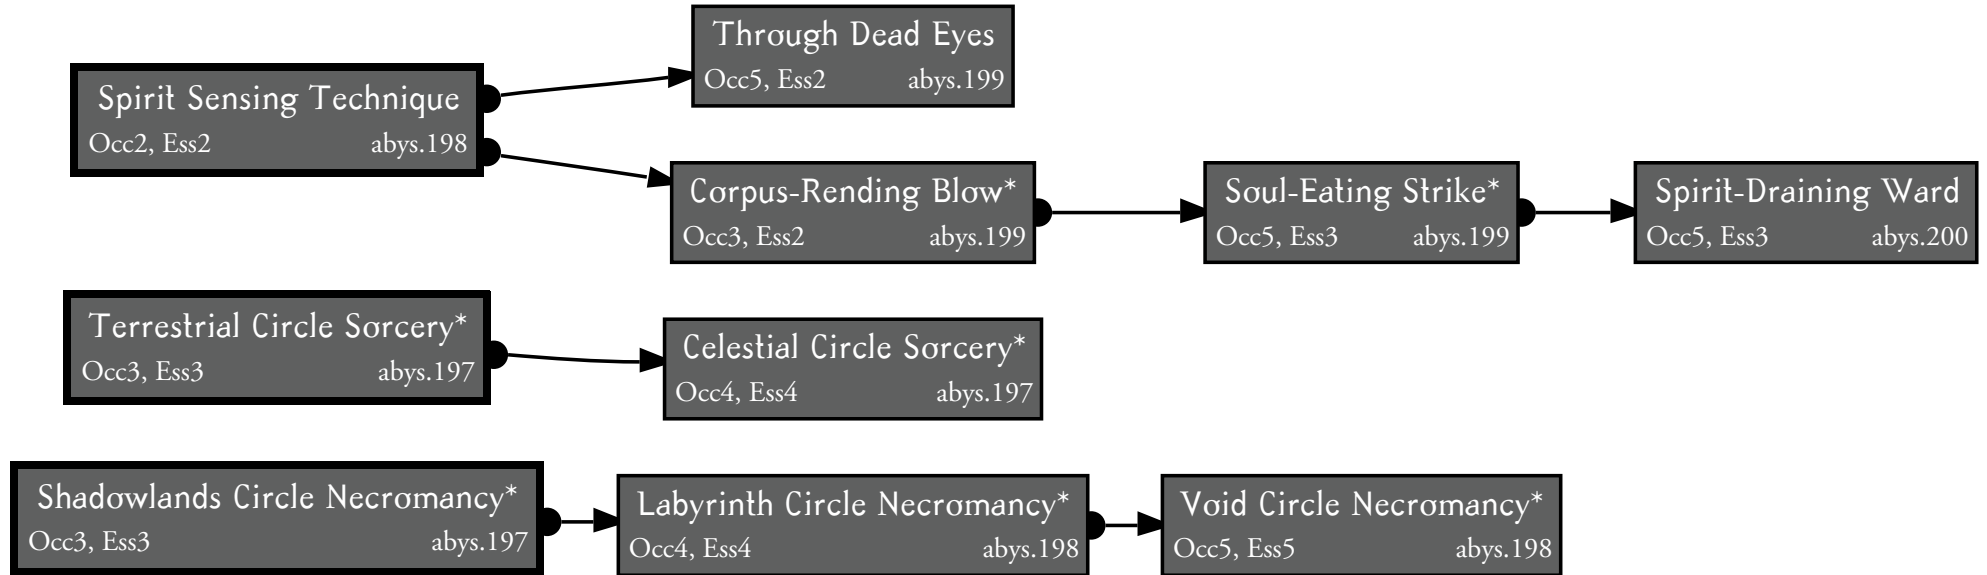 Through Dead Eyes
Occ5, Ess2 abys.199
Spirit Sensing Technique
Occ2, Ess2 abys.198
Corpus-Rending Blow*
Occ3, Ess2 abys.199
Soul-Eating Strike*
Occ5, Ess3 abys.199
Spirit-Draining Ward
Occ5, Ess3 abys.200
Terrestrial Circle Sorcery*
Occ3, Ess3 abys.197
Celestial Circle Sorcery*
Occ4, Ess4 abys.197
Shadowlands Circle Necromancy*
Occ3, Ess3 abys.197
Labyrinth Circle Necromancy*
Occ4, Ess4 abys.198
Void Circle Necromancy*
Occ5, Ess5 abys.198